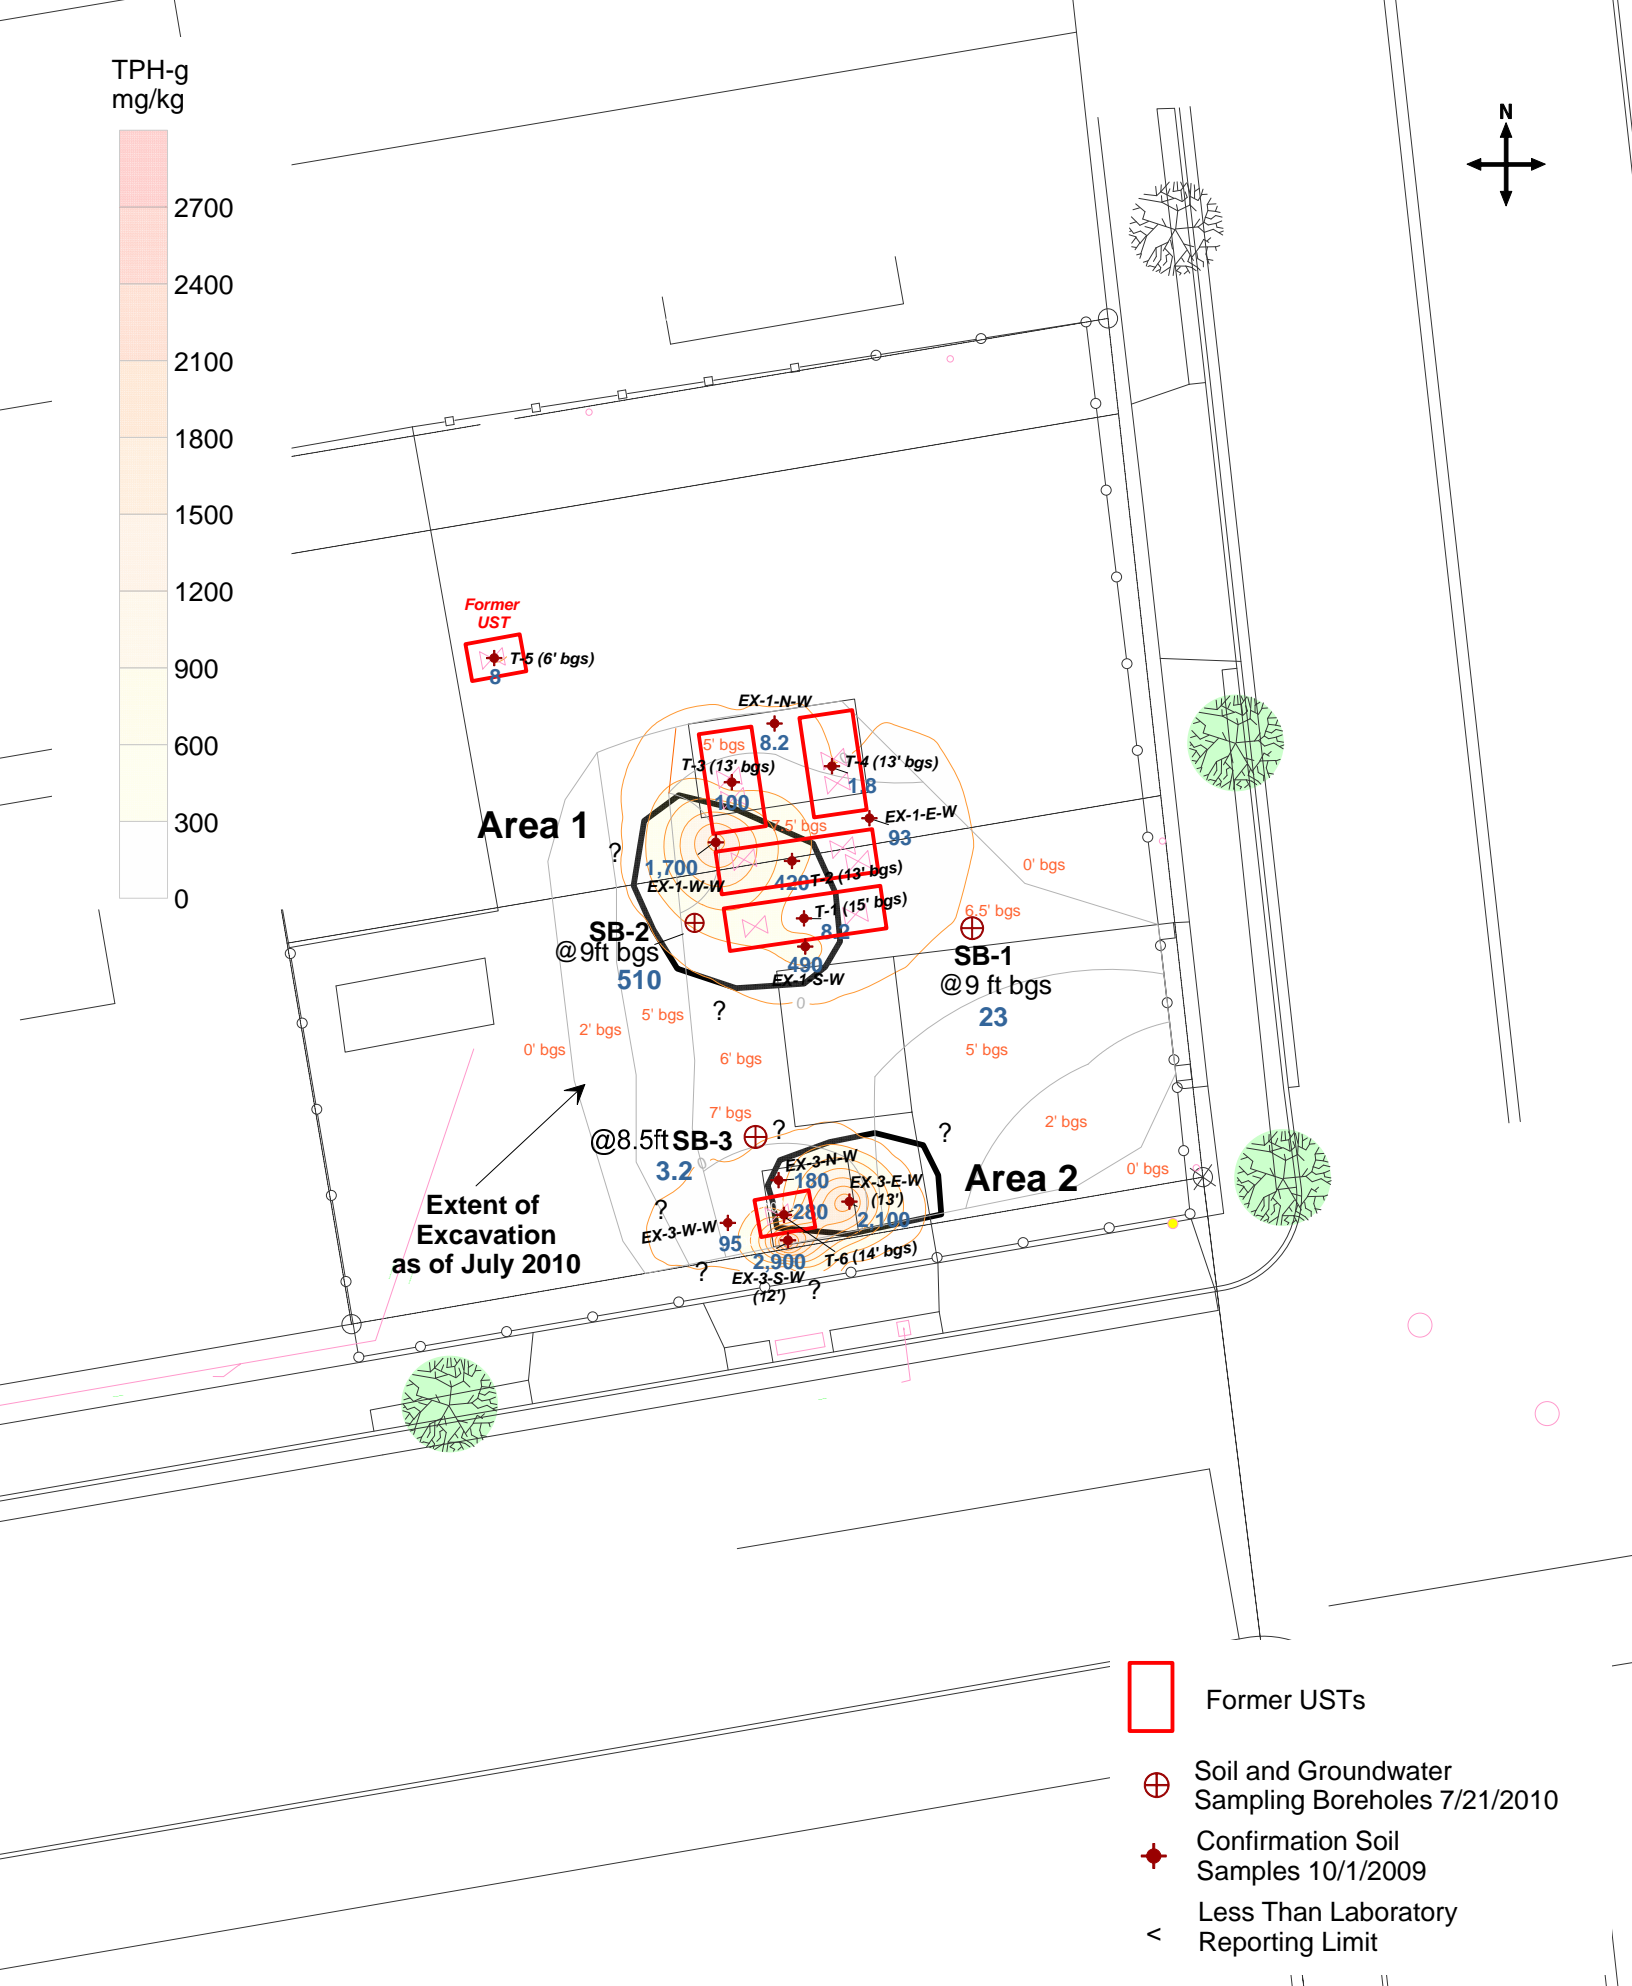 TPH-g
mg/kg
2700
2400
2100
1800
1500
1200
900
600
300
0
N
Former
UST
T-5 (6' bgs)
8
EX-1-N-W
8.2
5' bgs
T-3 (13' bgs)
100
T-4 (13' bgs)
1.8
EX-1-E-W
93
7.5' bgs
Area 1
?
1,700
EX-1-W-W
420
T-2 (13' bgs)
T-1 (15' bgs)
8.2
490
EX-1-S-W
0
0' bgs
6.5' bgs
SB-1
@9 ft bgs
23
SB-2
@9ft bgs
510
?
5' bgs
2' bgs
0' bgs
6' bgs
5' bgs
7' bgs
2' bgs
0' bgs
@8.5ft SB-3
3.2
0
?
?
Area 2
EX-3-N-W
180
EX-3-E-W
(13')
2,100
280
?
EX-3-W-W
95
2,900
T-6 (14' bgs)
EX-3-S-W
(12')
?
?
Extent of
Excavation
as of July 2010
Former USTs
Soil and Groundwater
Sampling Boreholes 7/21/2010
Confirmation Soil
Samples 10/1/2009
< Less Than Laboratory
Reporting Limit